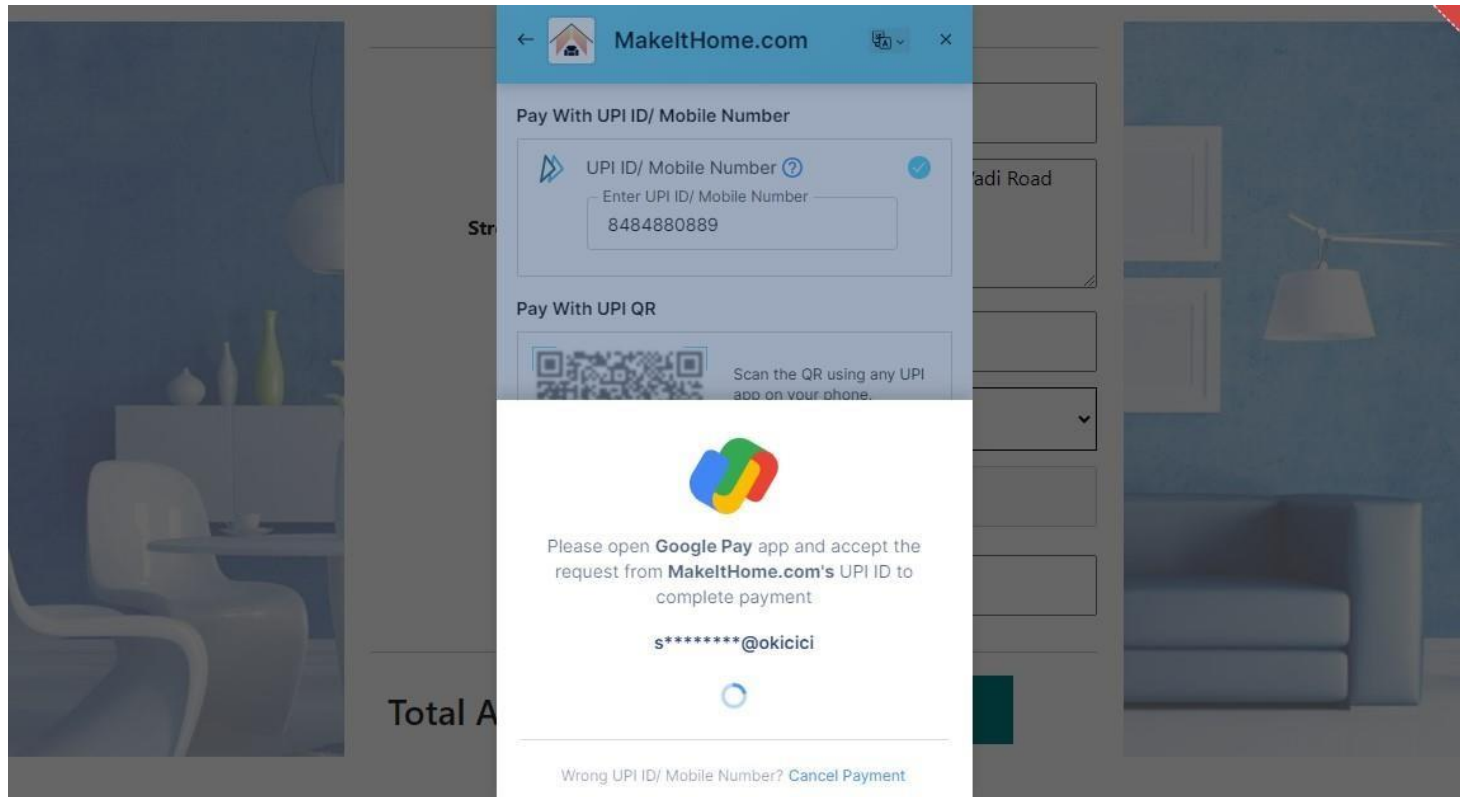 MakeItHome.com
Pay With UPI ID/ Mobile Number
UPI ID/ Mobile Number
Enter UPI ID/ Mobile Number
8484880889
adi Road
Str
Pay With UPI QR
Scan the QR using any UPI
app on your phone.
Please open Google Pay app and accept the
request from MakeItHome.com's UPI ID to
complete payment
s********@okicici
Total A
Wrong UPI ID/ Mobile Number? Cancel Payment